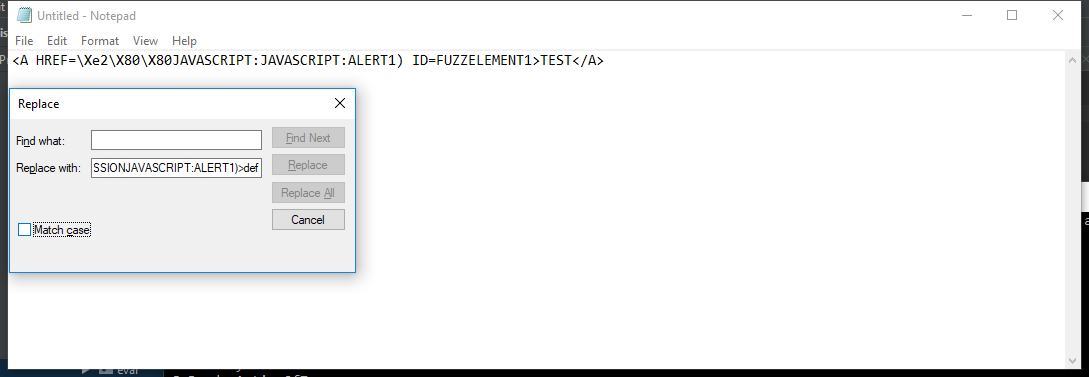 Untitled - Notepad
File Edit Format View Help
<A HREF=\Xe2\X80\X80JAVASCRIPT:JAVASCRIPT:ALERT1) ID=FUZZELEMENT1>TEST</A>
Replace
Find what:
Find Next
Replace with:
SSIONJAVASCRIPT:ALERT1)>def
Replace
Replace All
Cancel
Match case
eval